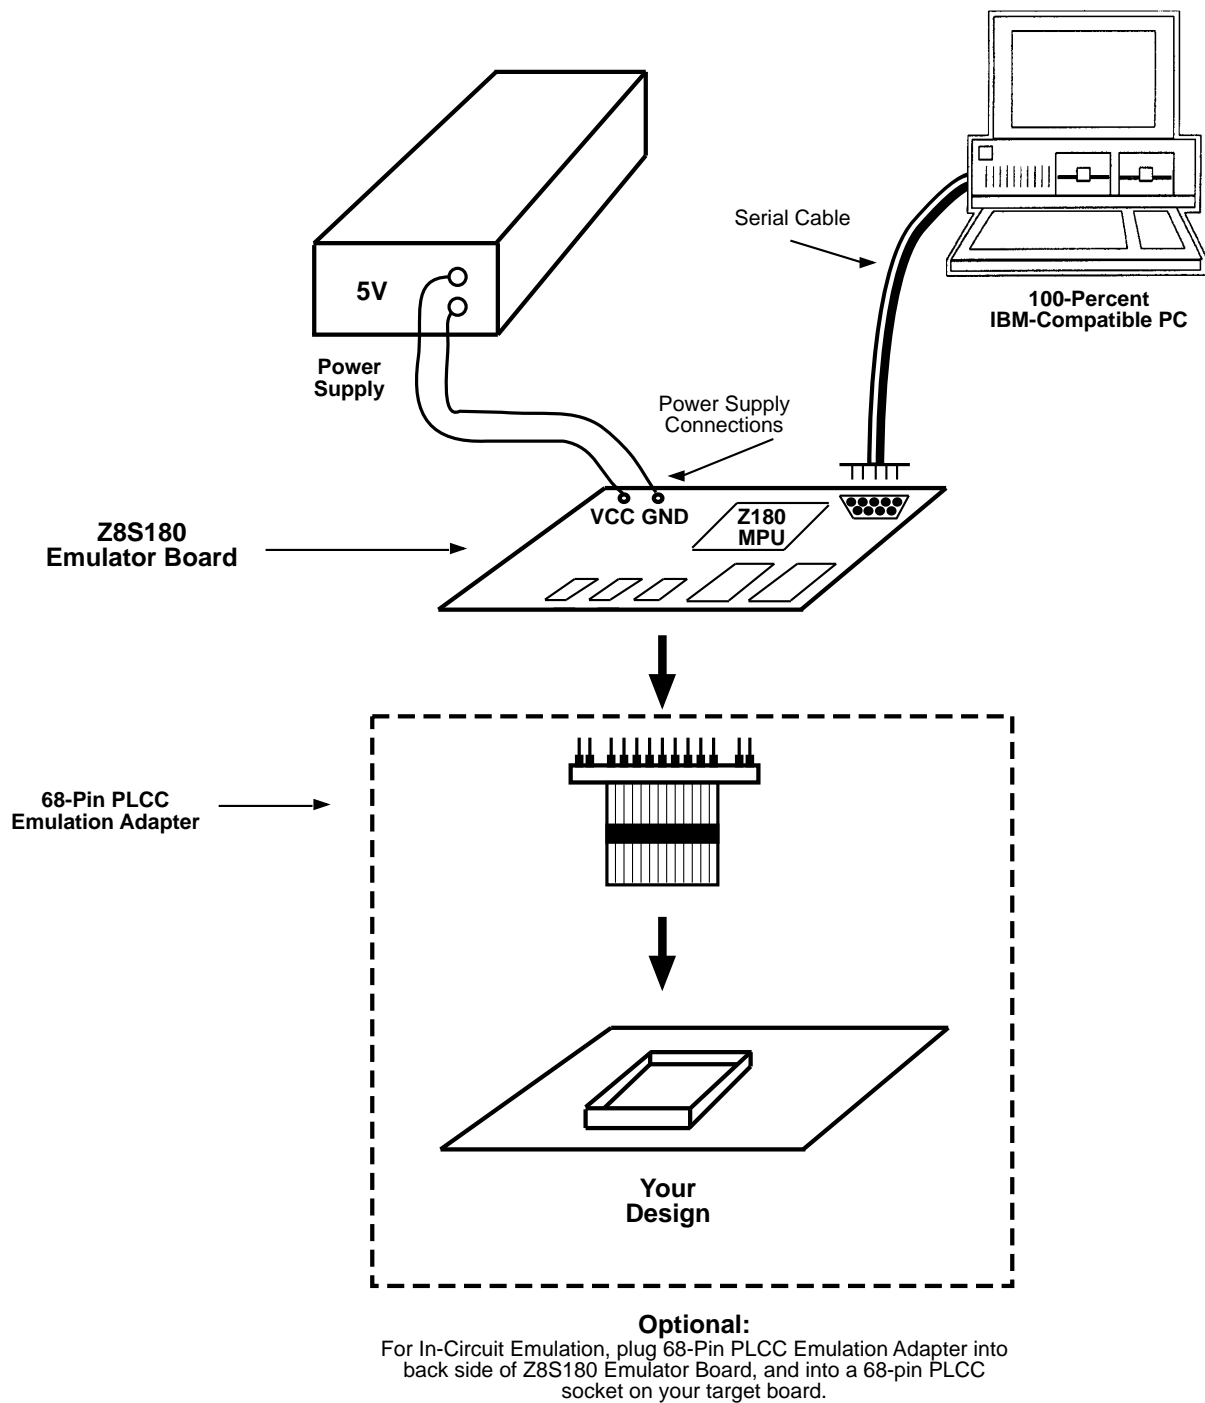 Serial Cable
100-Percent
IBM-Compatible PC
5V
Power
Supply
Power Supply
Connections
VCC GND
Z180
MPU
Z8S180
Emulator Board
68-Pin PLCC
Emulation Adapter
Your
Design
Optional:
For In-Circuit Emulation, plug 68-Pin PLCC Emulation Adapter into
back side of Z8S180 Emulator Board, and into a 68-pin PLCC
socket on your target board.